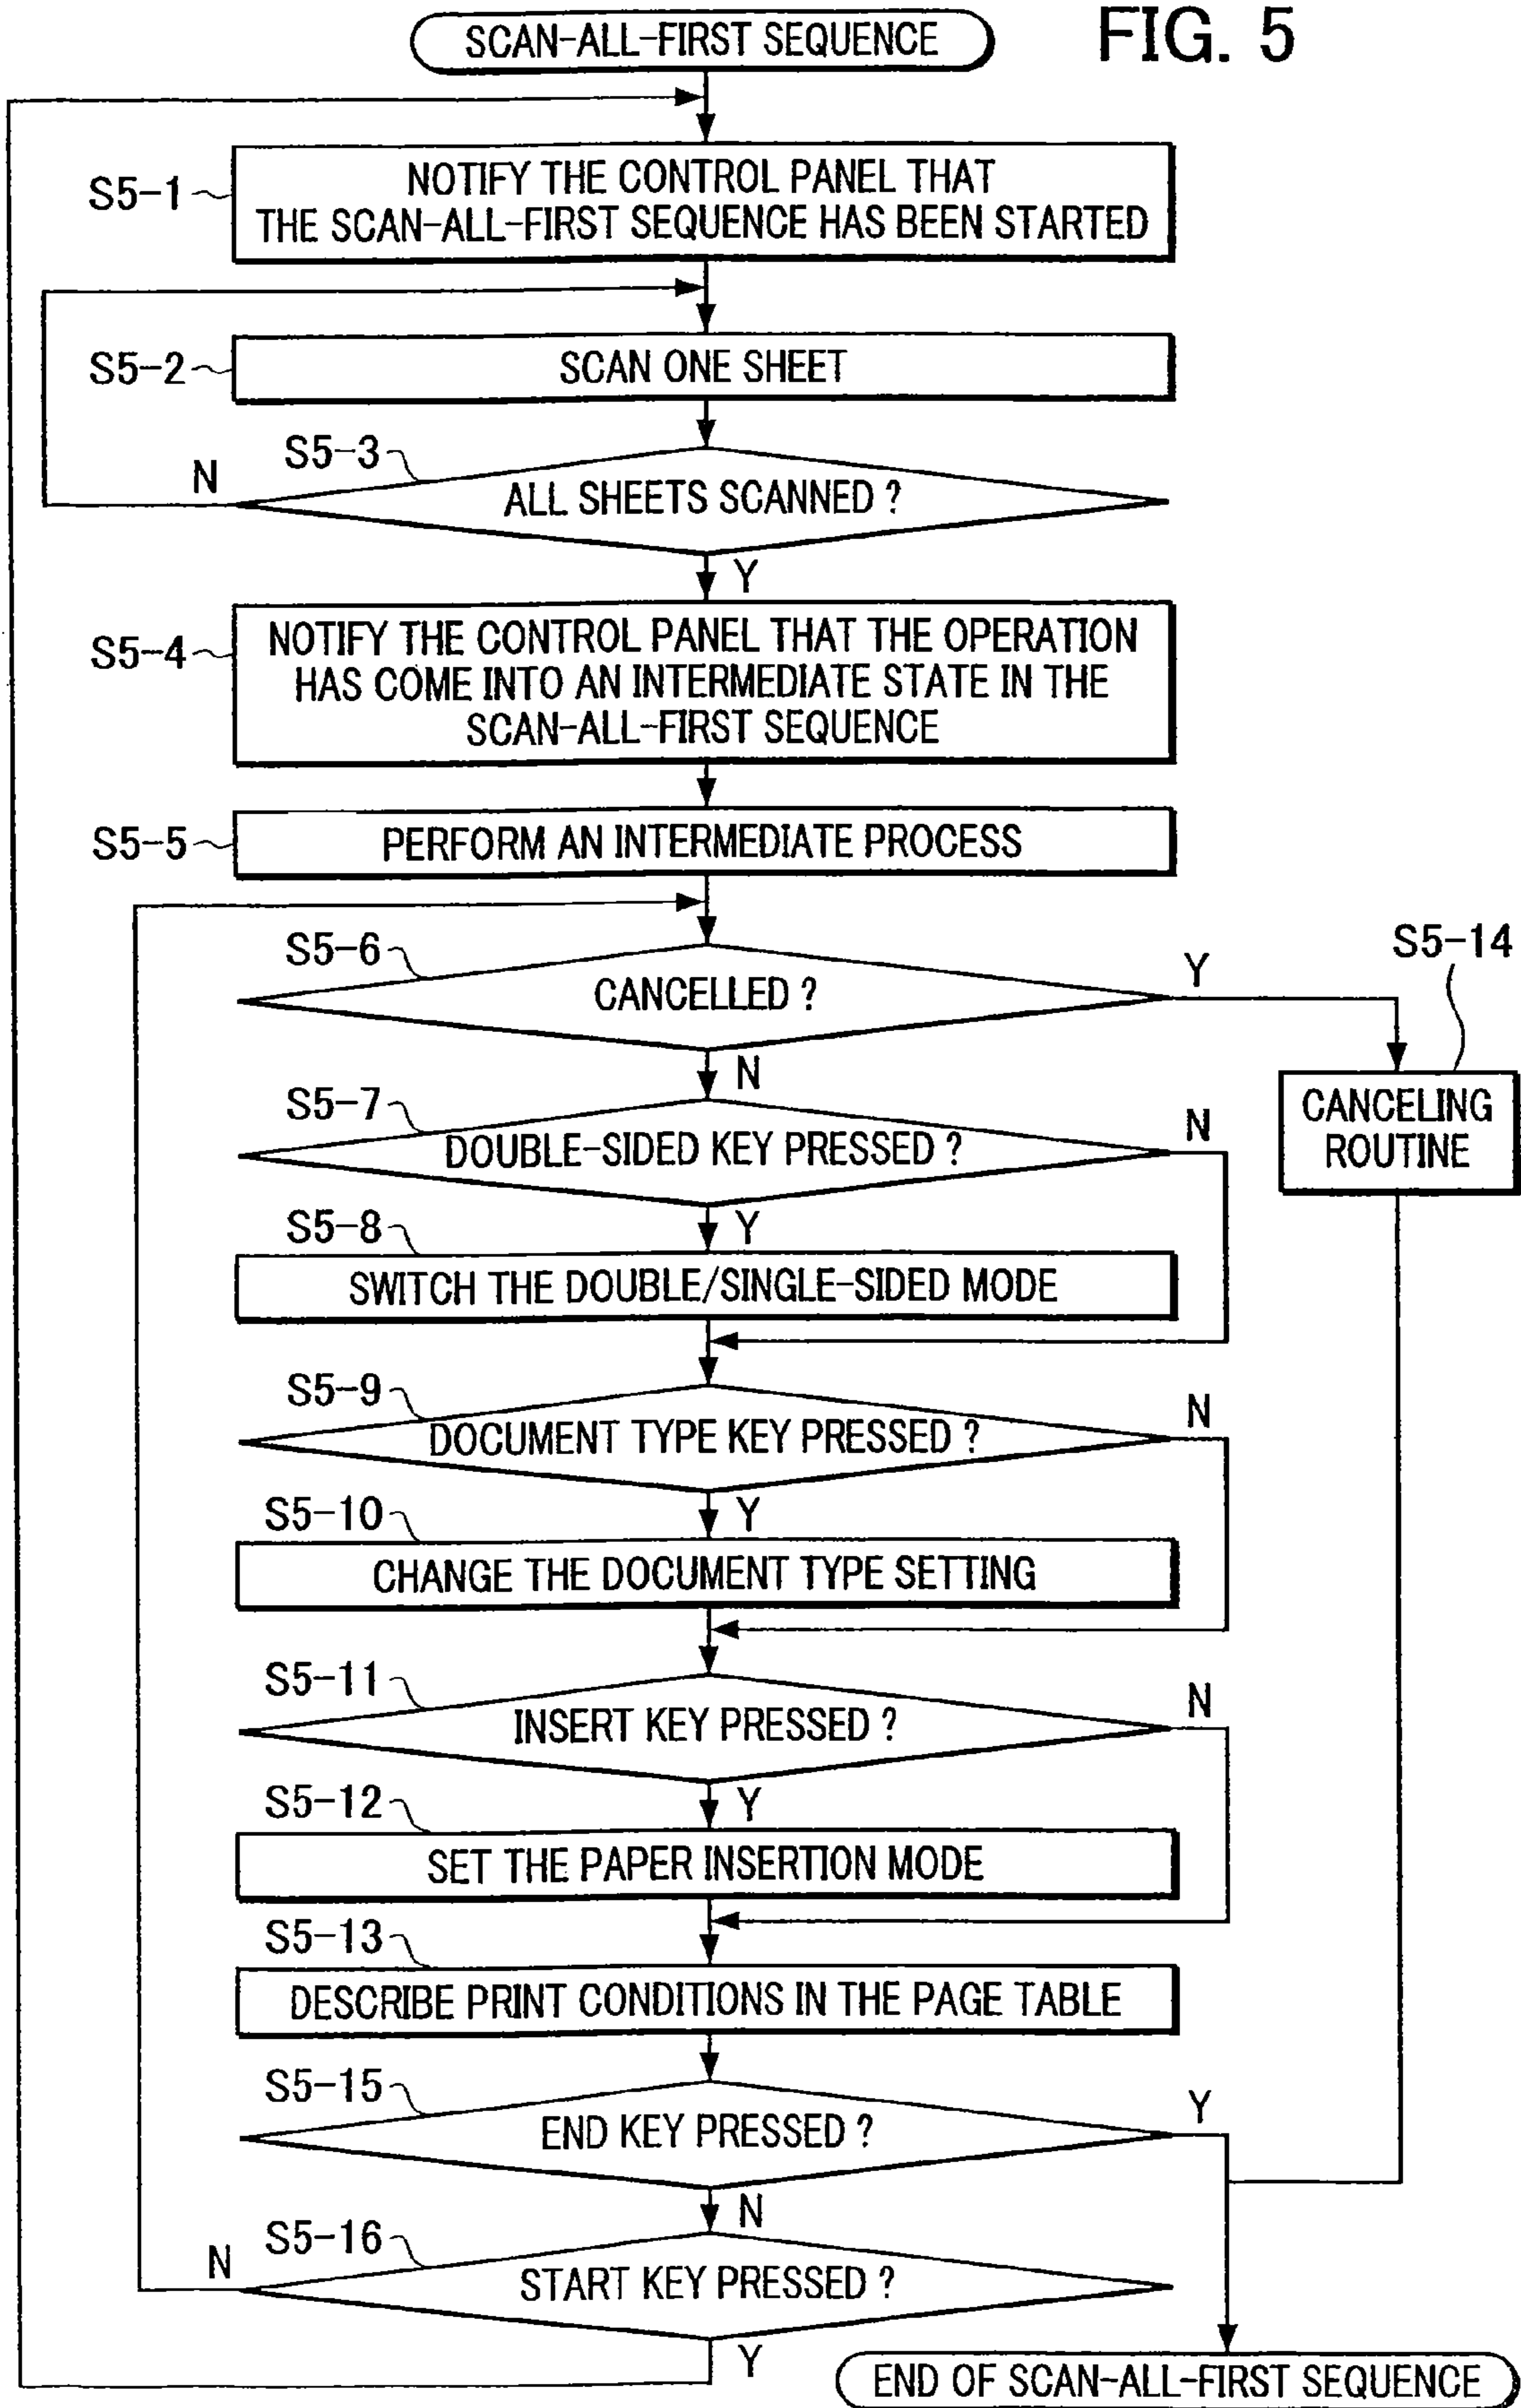 FIG. 5
SCAN-ALL-FIRST SEQUENCE
S5-1
NOTIFY THE CONTROL PANEL THAT
THE SCAN-ALL-FIRST SEQUENCE HAS BEEN STARTED
S5-2
SCAN ONE SHEET
S5-3
N
ALL SHEETS SCANNED ?
Y
S5-4
NOTIFY THE CONTROL PANEL THAT THE OPERATION
HAS COME INTO AN INTERMEDIATE STATE IN THE
SCAN-ALL-FIRST SEQUENCE
S5-5
PERFORM AN INTERMEDIATE PROCESS
S5-6
CANCELLED ?
Y
S5-14
CANCELING
ROUTINE
N
S5-7
DOUBLE-SIDED KEY PRESSED ?
N
Y
S5-8
SWITCH THE DOUBLE/SINGLE-SIDED MODE
S5-9
DOCUMENT TYPE KEY PRESSED ?
N
Y
S5-10
CHANGE THE DOCUMENT TYPE SETTING
S5-11
INSERT KEY PRESSED ?
N
Y
S5-12
SET THE PAPER INSERTION MODE
S5-13
DESCRIBE PRINT CONDITIONS IN THE PAGE TABLE
S5-15
END KEY PRESSED ?
Y
N
S5-16
N
START KEY PRESSED ?
Y
END OF SCAN-ALL-FIRST SEQUENCE